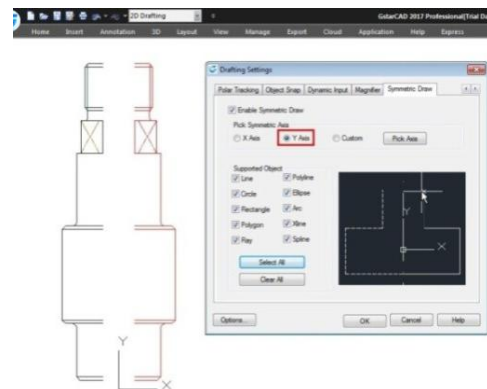 2D Drafting
GstarCAD 2017 Professional(Trial Da
Home Insert Annotation 3D Layout View Manage Export Cloud Application Help Express
Drafting Settings
Polar Tracking Object Snap Dynamic Input Magnifier Symmetric Draw
Enable Symmetric Draw
Pick Symmetric Axis
X Axis Y Axis Custom Pick Axis
Supported Object
Line Polyline
Circle Ellipse
Rectangle Arc
Polygon Xline
Ray Spline
Select All
Clear All
Y
X
Options... OK Cancel Help
Y
X